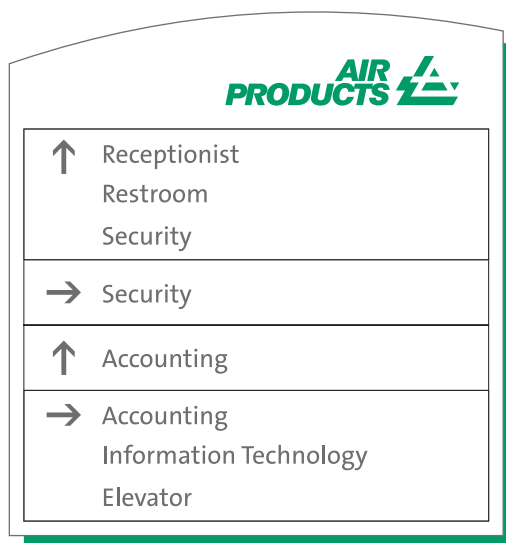 AIR
PRODUCTS
↑ Receptionist
Restroom
Security
→ Security
↑ Accounting
→ Accounting
Information Technology
Elevator